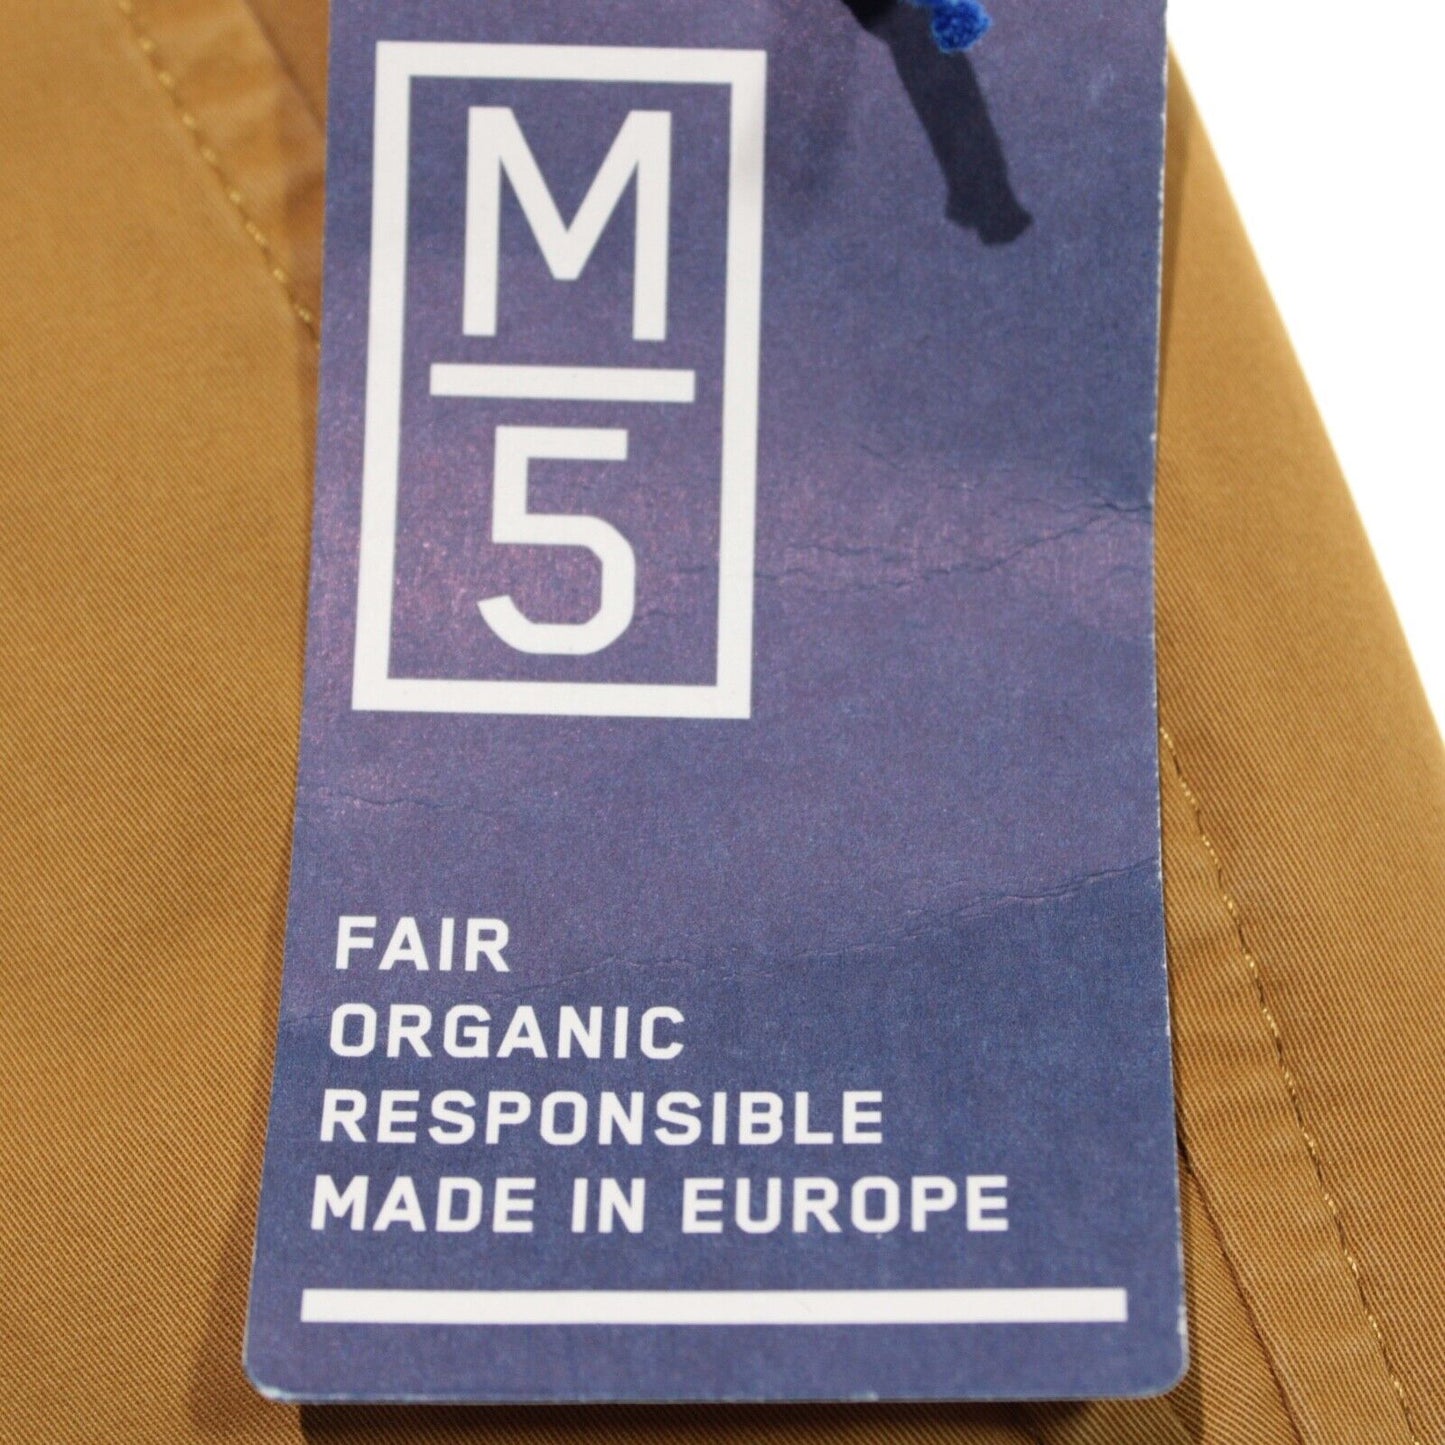 M
5
FAIR
ORGANIC
RESPONSIBLE
MADE IN EUROPE